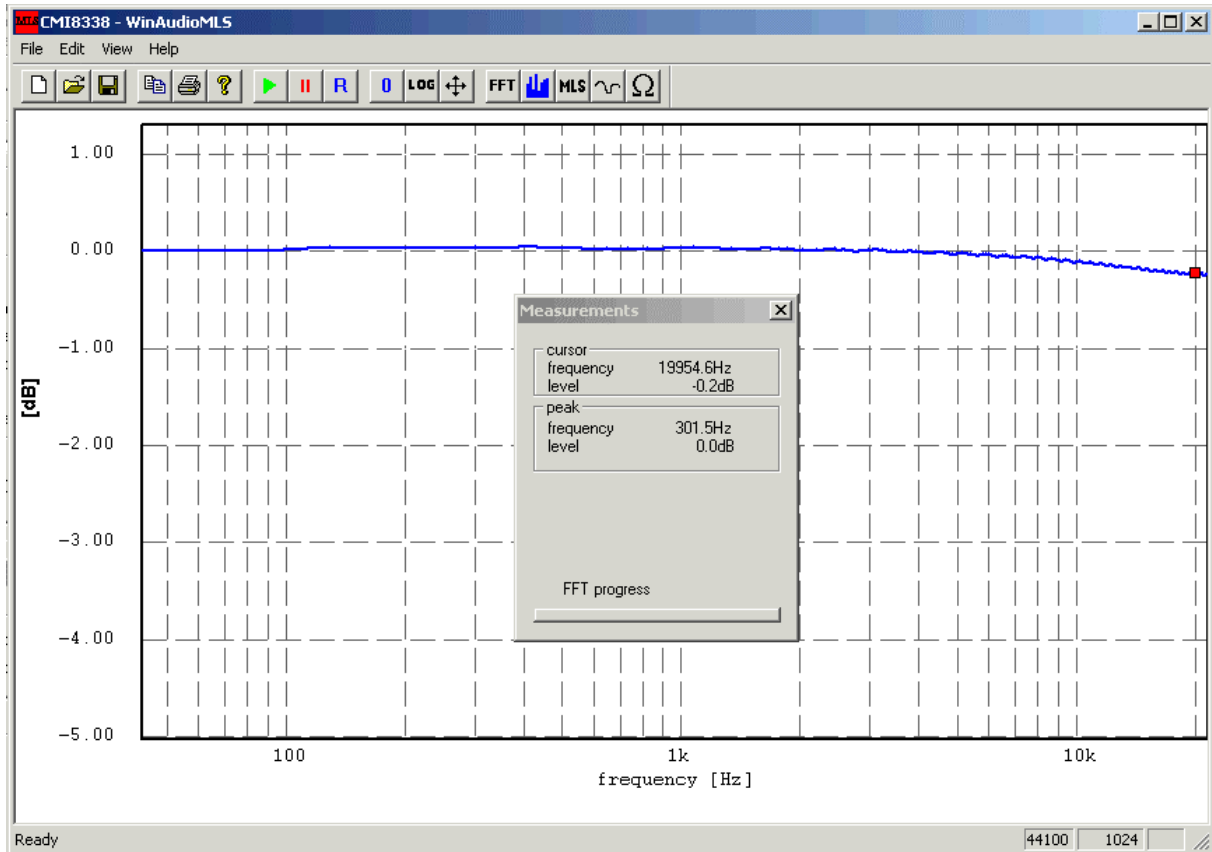 MLS CMI8338 - WinAudioMLS
File Edit View Help
R 0 LOG FFT MLS Ω
1.00
0.00
-1.00
-2.00
-3.00
-4.00
-5.00
[dB]
Measurements
cursor
frequency 19954.6Hz
level -0.2dB
peak
frequency 301.5Hz
level 0.0dB
FFT progress
100 1k 10k
frequency [Hz]
Ready 44100 1024